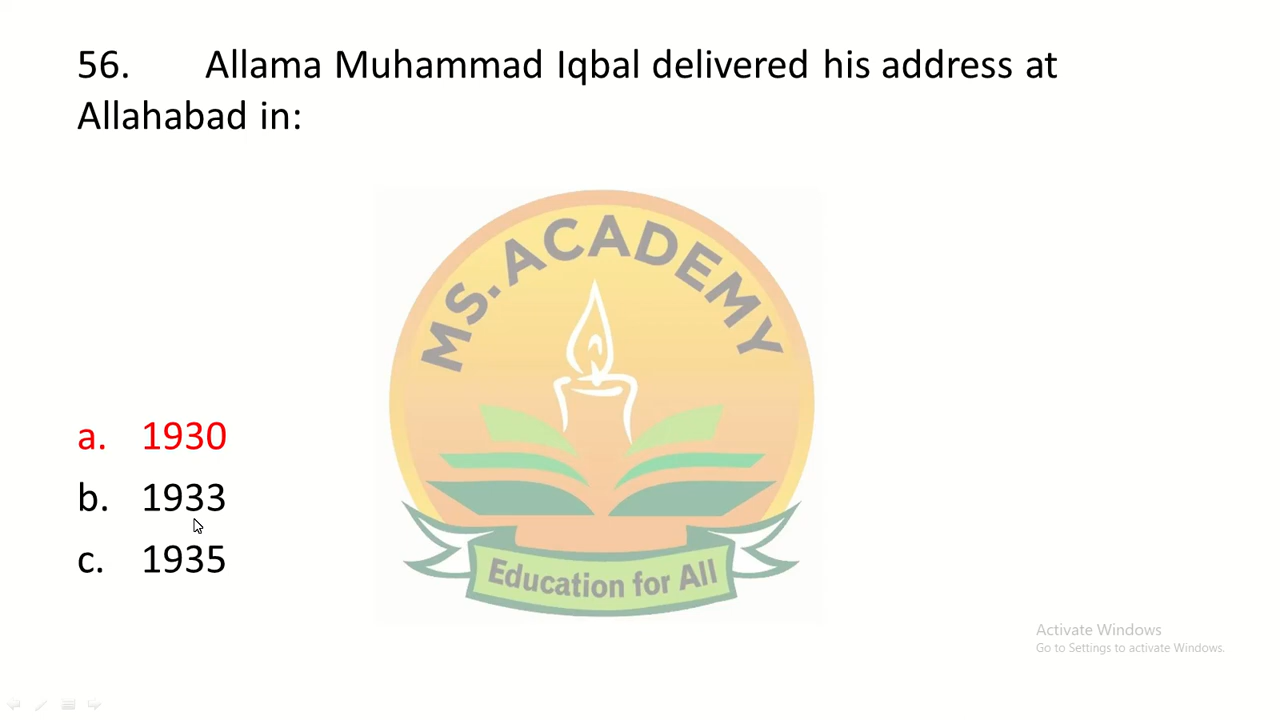 56. Allama Muhammad Iqbal delivered his address at
Allahabad in:
MS. ACADEMY
a. 1930
b. 1933
c. 1935
Education for All
Activate Windows
Go to Settings to activate Windows.